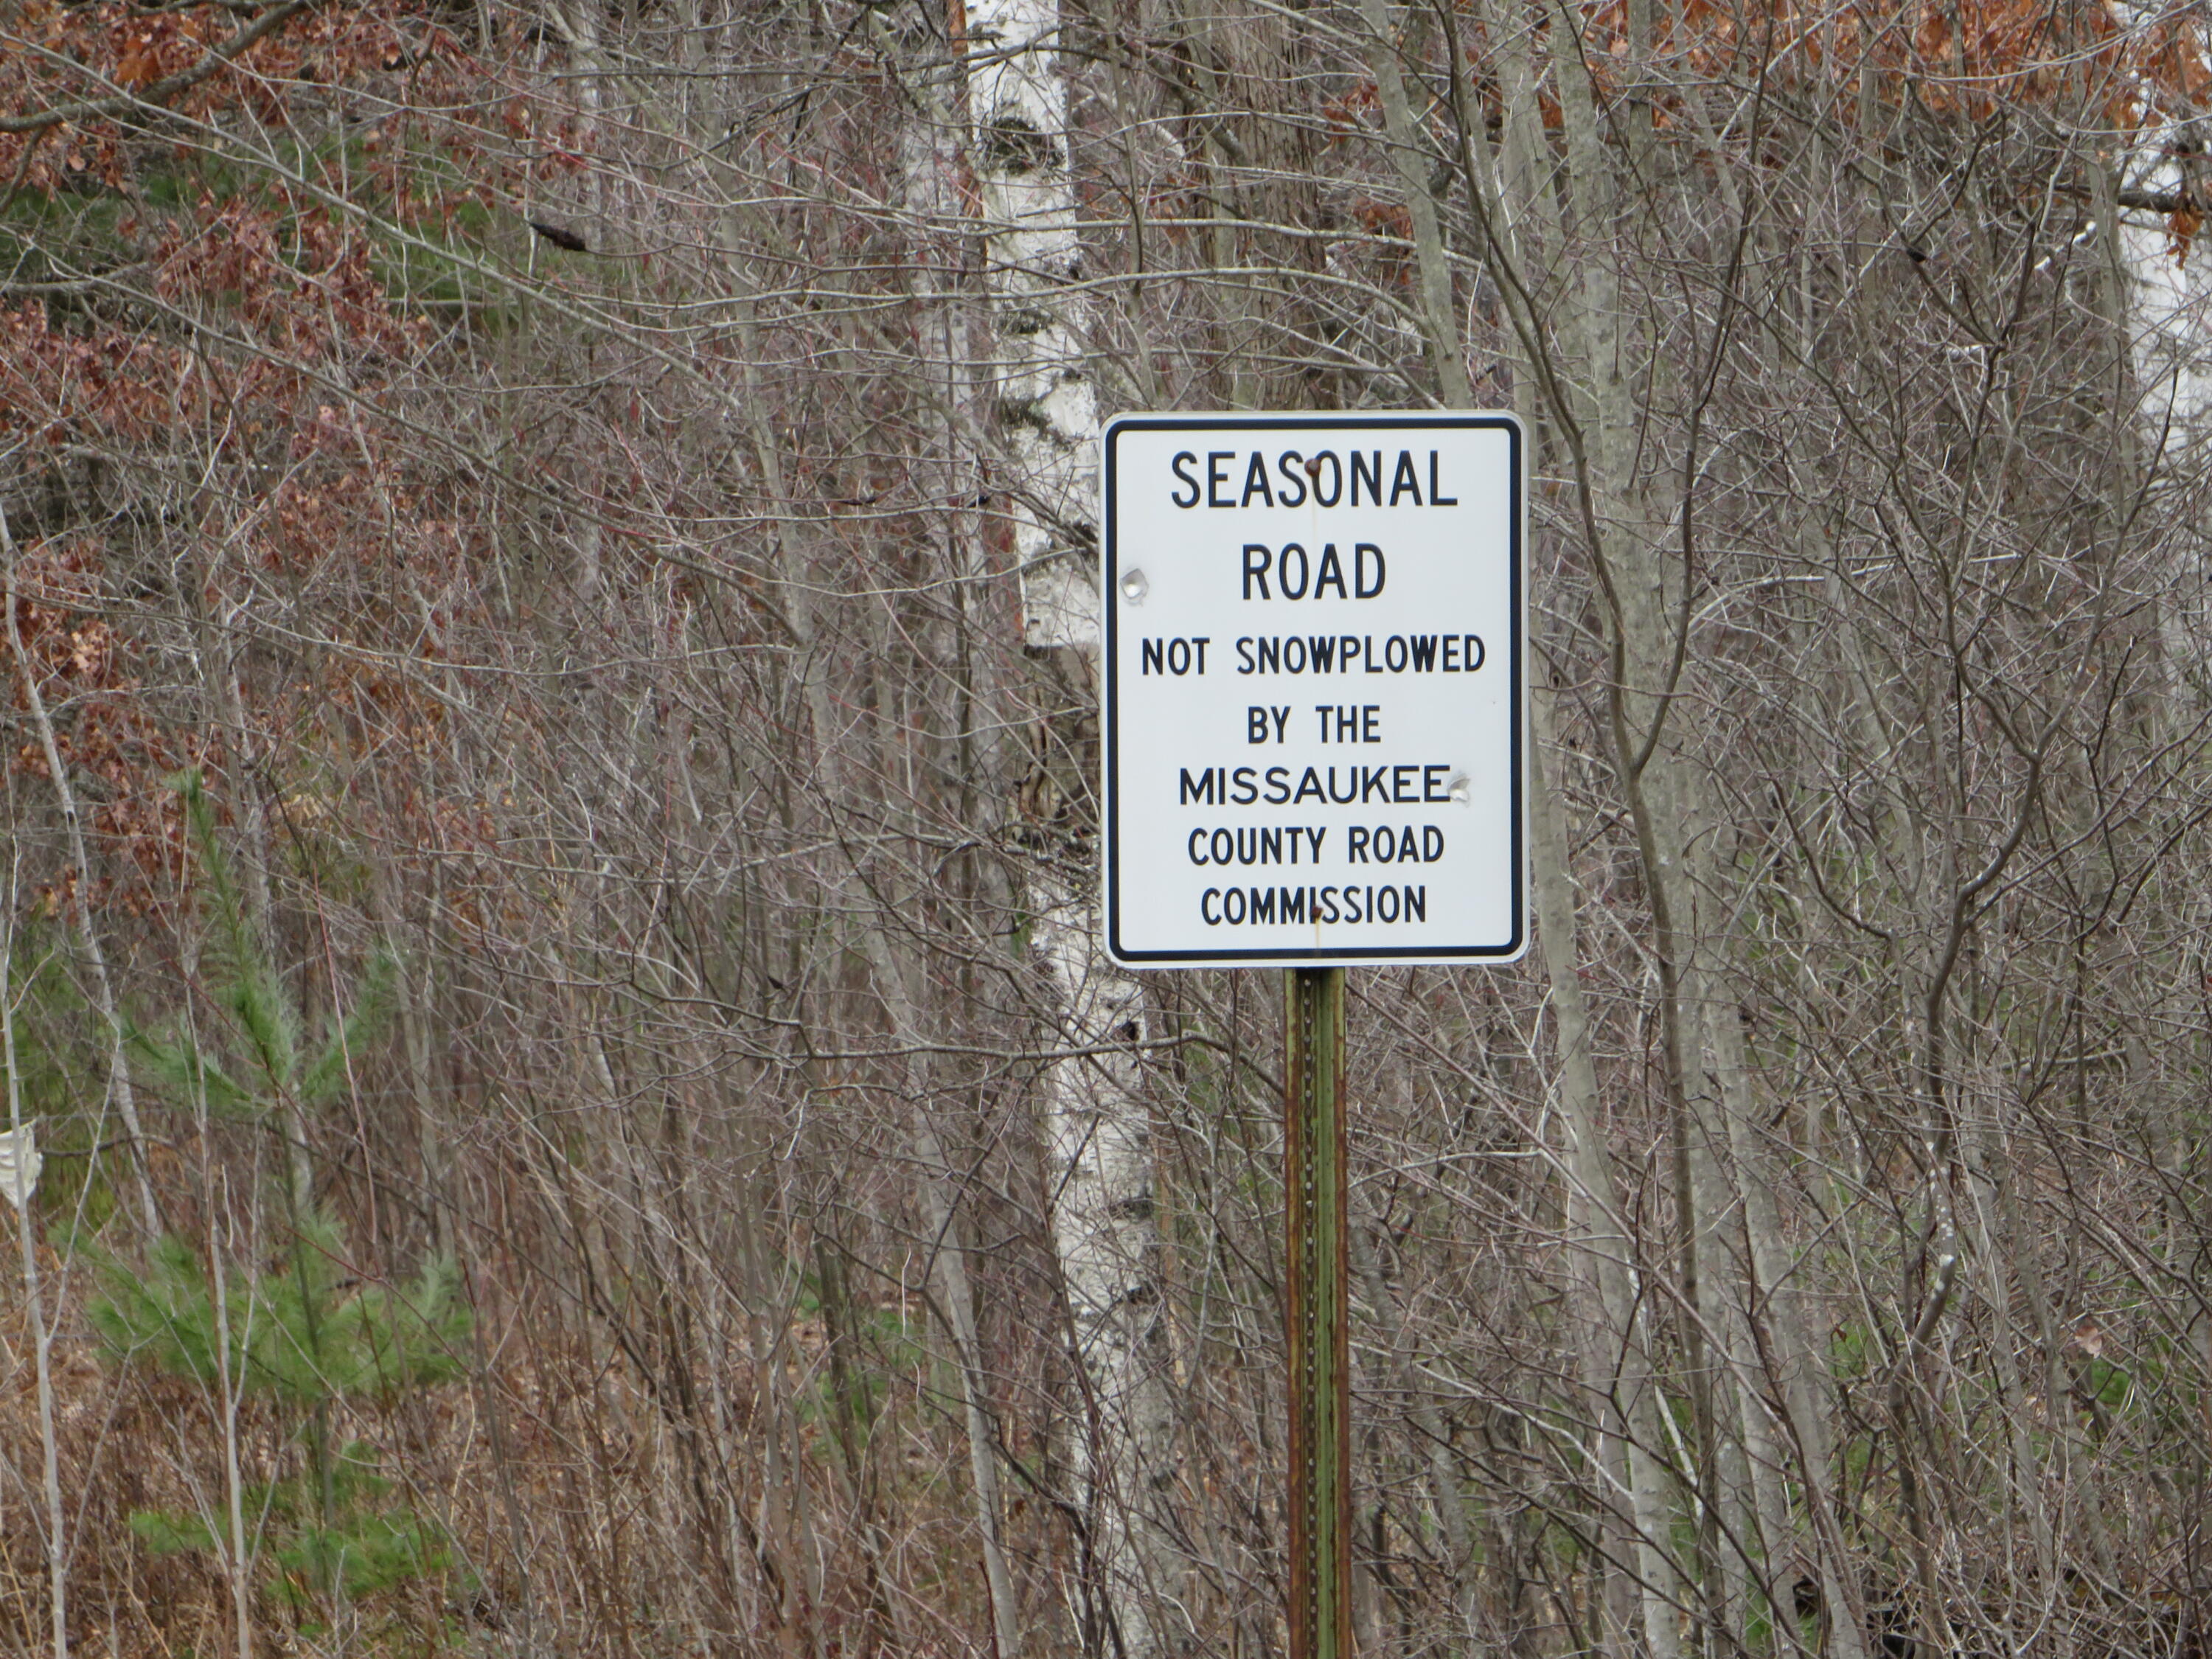 SEASONAL
ROAD
NOT SNOWPLOWED
BY THE
MISSAUKEE
COUNTY ROAD
COMMISSION